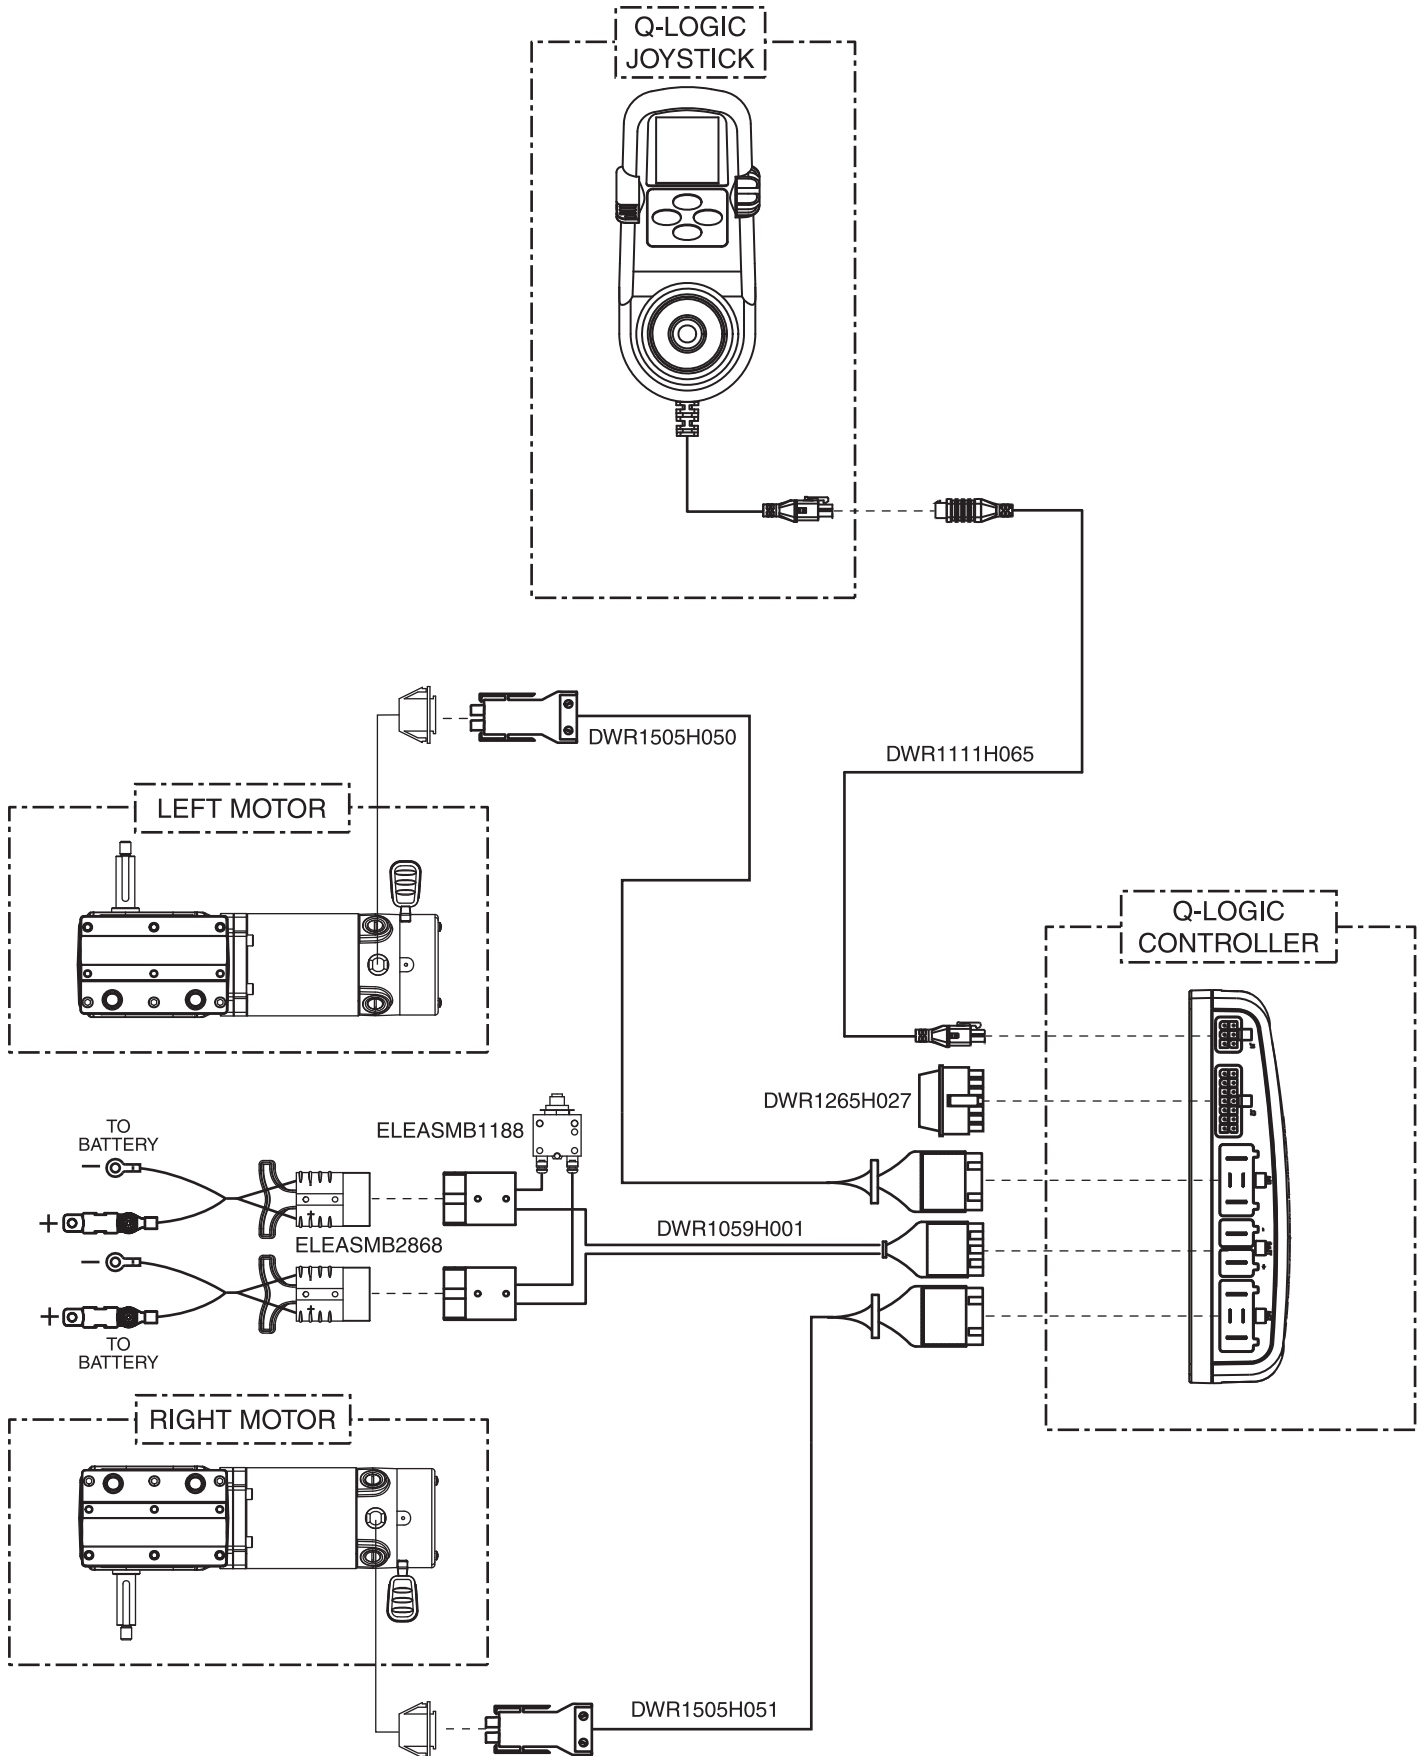 Q-LOGIC
JOYSTICK
DWR1505H050
DWR1111H065
LEFT MOTOR
Q-LOGIC
CONTROLLER
DWR1265H027
ELEASMB1188
TO
BATTERY
−
+
DWR1059H001
ELEASMB2868
−
+
TO
BATTERY
RIGHT MOTOR
DWR1505H051